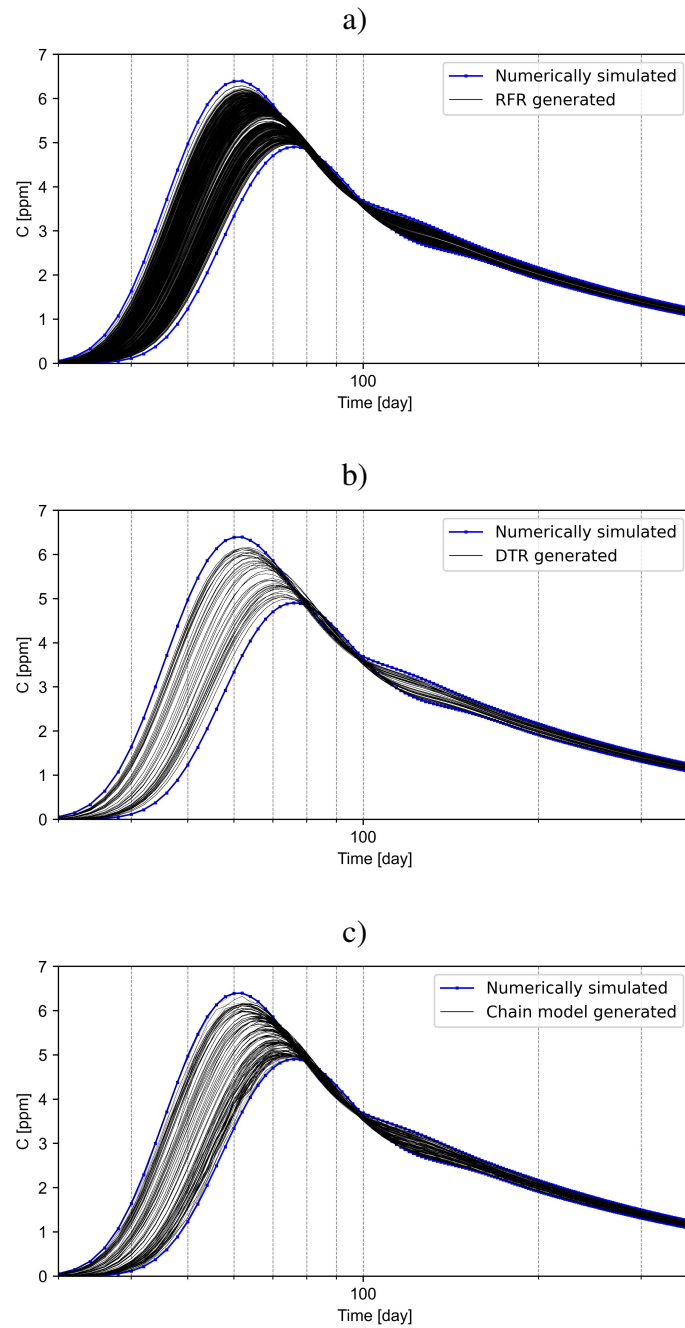 a)
7
Numerically simulated
RFR generated
6
5
4
C [ppm]
3
2
1
0
100
Time [day]
b)
7
Numerically simulated
DTR generated
6
5
4
C [ppm]
3
2
1
0
100
Time [day]
c)
7
Numerically simulated
Chain model generated
6
5
4
C [ppm]
3
2
1
0
100
Time [day]